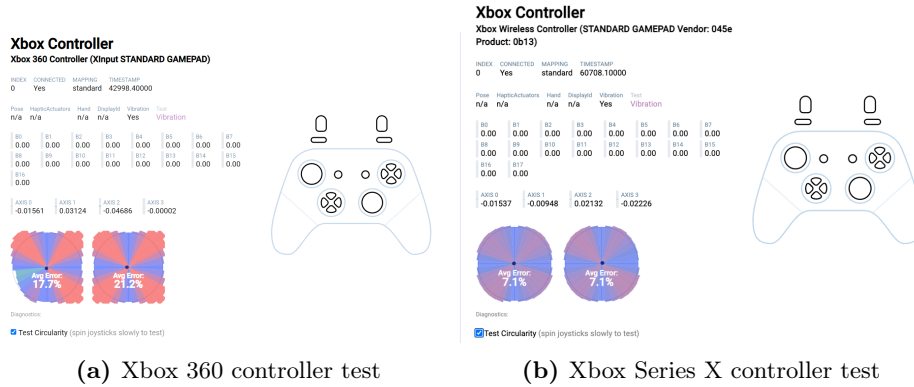 Xbox Controller
Xbox 360 Controller (XInput STANDARD GAMEPAD)
INDEX CONNECTED MAPPING TIMESTAMP
0 Yes standard 42998.40000
Pose HapticActuators Hand DisplayId Vibration Test
n/a n/a n/a n/a Yes Vibration
B0 B1 B2 B3 B4 B5 B6 B7
0.00 0.00 0.00 0.00 0.00 0.00 0.00 0.00
B8 B9 B10 B11 B12 B13 B14 B15
0.00 0.00 0.00 0.00 0.00 0.00 0.00 0.00
B16
0.00
AXIS 0 AXIS 1 AXIS 2 AXIS 3
-0.01561 0.03124 -0.04686 -0.00002
Avg Error: Avg Error:
17.7% 21.2%
Diagnostics:
Test Circularity (spin joysticks slowly to test)
(a) Xbox 360 controller test
Xbox Controller
Xbox Wireless Controller (STANDARD GAMEPAD Vendor: 045e
Product: 0b13)
INDEX CONNECTED MAPPING TIMESTAMP
0 Yes standard 60708.10000
Pose HapticActuators Hand DisplayId Vibration Test
n/a n/a n/a n/a Yes Vibration
B0 B1 B2 B3 B4 B5 B6 B7
0.00 0.00 0.00 0.00 0.00 0.00 0.00 0.00
B8 B9 B10 B11 B12 B13 B14 B15
0.00 0.00 0.00 0.00 0.00 0.00 0.00 0.00
B16 B17
0.00 0.00
AXIS 0 AXIS 1 AXIS 2 AXIS 3
-0.01537 -0.00948 0.02132 -0.02226
Avg Error: Avg Error:
7.1% 7.1%
Diagnostics:
Test Circularity (spin joysticks slowly to test)
(b) Xbox Series X controller test